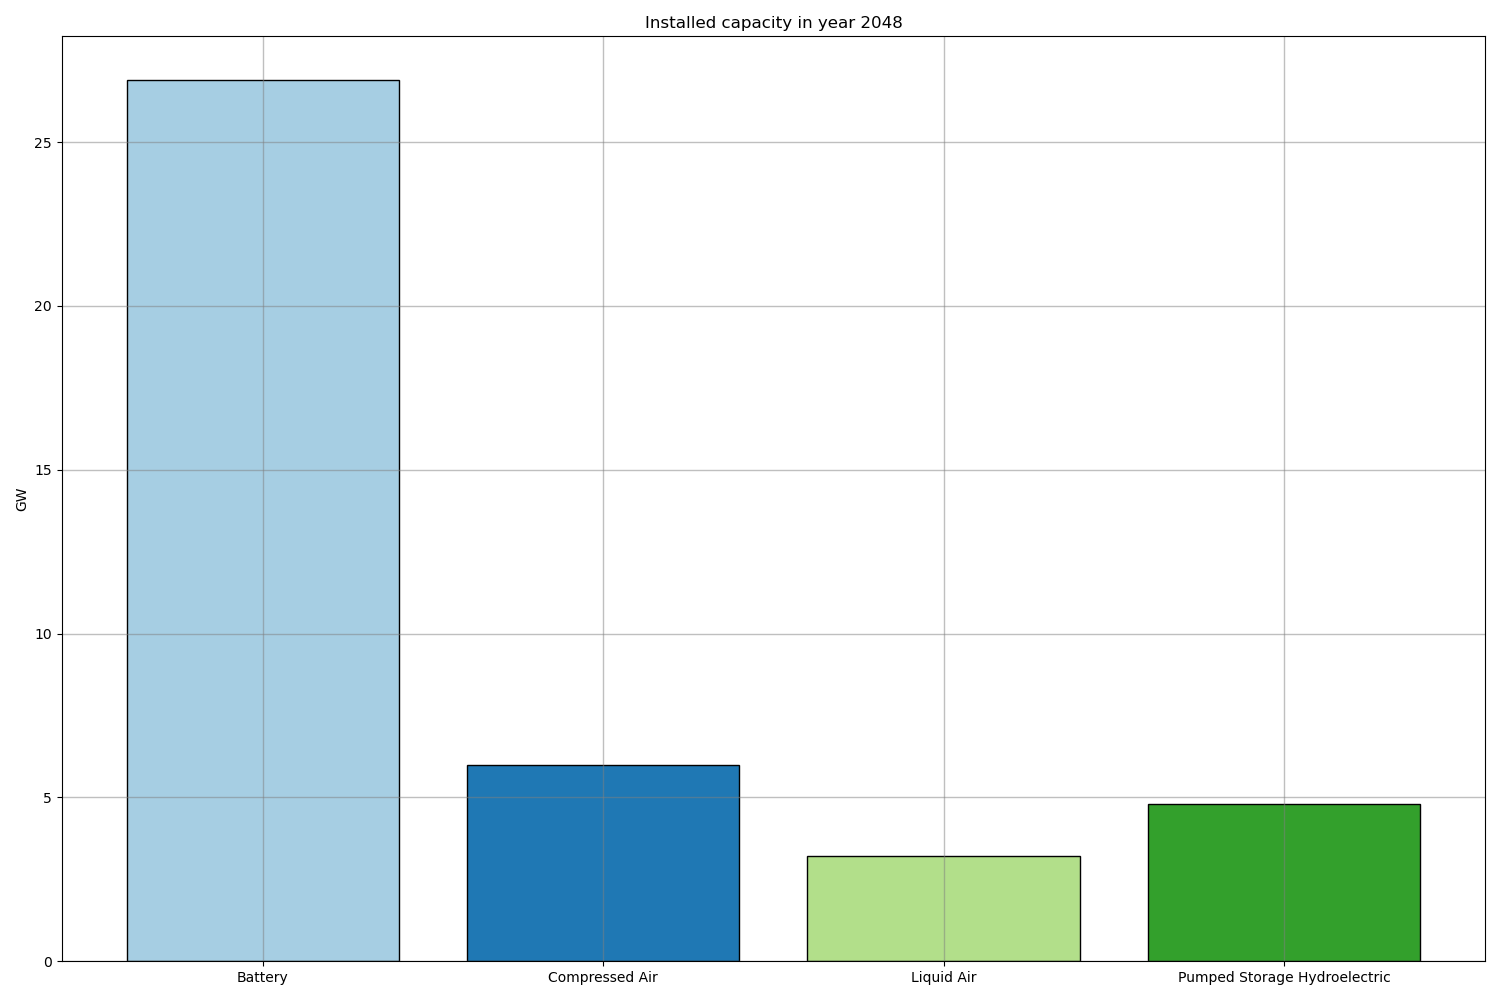 Installed capacity in year 2048
GW
25
20
15
10
5
0
Battery
Compressed Air
Liquid Air
Pumped Storage Hydroelectric